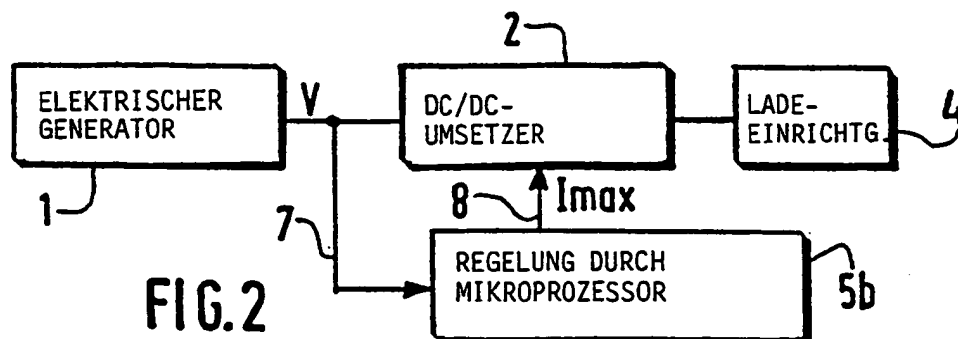 2
ELEKTRISCHER
GENERATOR
V
DC/DC-
UMSETZER
LADE-
EINRICHTG.
4
1
7
8
Imax
REGELUNG DURCH
MIKROPROZESSOR
5b
FIG.2